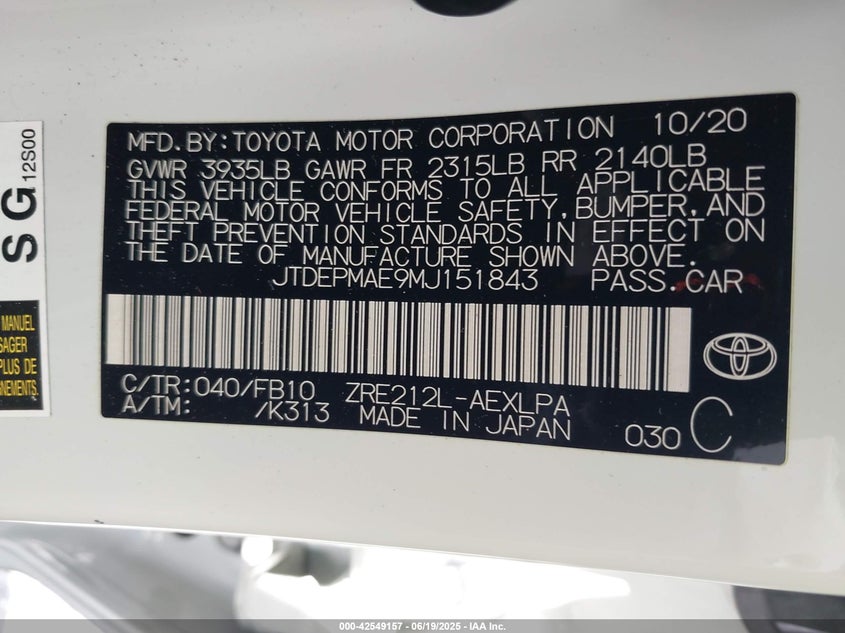 MFD.BY:TOYOTA MOTOR CORPORATION 10/20
GVWR 3935LB GAWR FR 2315LB RR 2140LB
THIS VEHICLE CONFORMS TO ALL APPLICABLE
FEDERAL MOTOR VEHICLE SAFETY,BUMPER,AND
THEFT PREVENTION STANDARDS IN EFFECT ON
THE DATE OF MANUFACTURE SHOWN ABOVE.
JTDEPMAE9MJ151843 PASS.CAR
C/TR:040/FB10 ZRE212L-AEXLPA
A/TM: /K313 MADE IN JAPAN 030 C
SG 12S00
MANUEL
SAGER
PLUS DE
GNEMENTS.
000-42549157 - 06/19/2025 - IAA Inc.